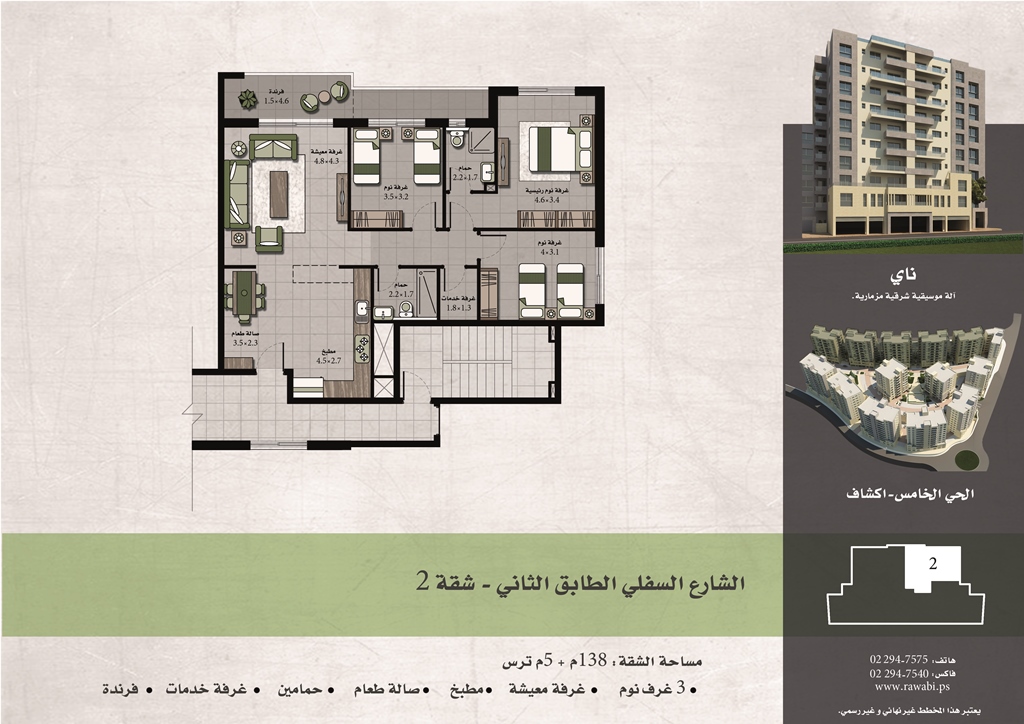 فرندة
1.5×4.6
غرفة معيشة
4.8×4.3
غرفة نوم
3.5×3.2
حمام
2.2×1.7
غرفة نوم رئيسية
4.6×3.4
غرفة نوم
4×3.1
حمام
2.2×1.7
غرفة خدمات
1.8×1.3
صالة طعام
3.5×2.3
مطبخ
4.5×2.7
ناي
آلة موسيقية شرقية مزمارية.
الحي الخامس-اكشاف
2
الشارع السفلي الطابق الثاني - شقة 2
مساحة الشقة: 138م + 5م ترس
• 3 غرف نوم • غرفة معيشة • مطبخ • صالة طعام • حمامين • غرفة خدمات • فرندة
هاتف: 02 294-7575
فاكس: 02 294-7540
www.rawabi.ps
يعتبر هذا المخطط غير نهائي و غير رسمي.